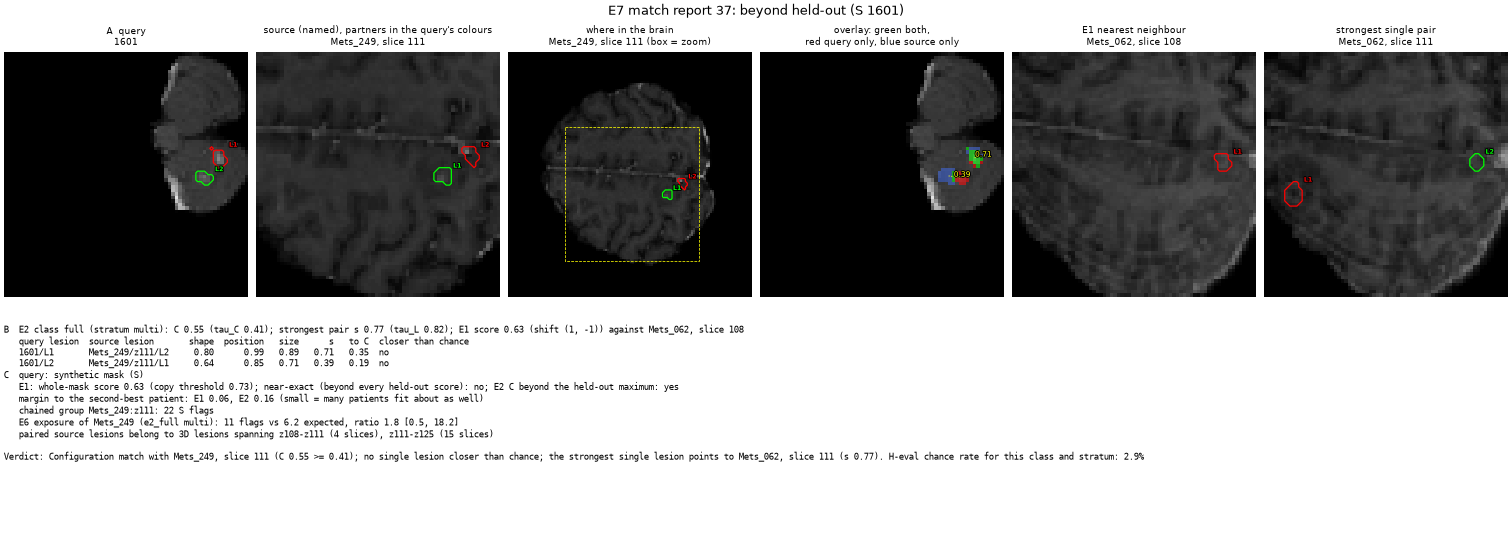 E7 match report 37: beyond held-out (S 1601)
A query
1601
source (named), partners in the query's colours
Mets_249, slice 111
where in the brain
Mets_249, slice 111 (box = zoom)
overlay: green both,
red query only, blue source only
E1 nearest neighbour
Mets_062, slice 108
strongest single pair
Mets_062, slice 111
L1
L2
L2
L1
L2
L1
0.71
0.39
L1
L2
L1
B E2 class full (stratum multi): C 0.55 (tau_C 0.41); strongest pair s 0.77 (tau_L 0.82); E1 score 0.63 (shift (1, -1)) against Mets_062, slice 108
query lesion source lesion shape position size s to C closer than chance
1601/L1 Mets_249/z111/L2 0.80 0.99 0.89 0.71 0.35 no
1601/L2 Mets_249/z111/L1 0.64 0.85 0.71 0.39 0.19 no
C query: synthetic mask (S)
E1: whole-mask score 0.63 (copy threshold 0.73); near-exact (beyond every held-out score): no; E2 C beyond the held-out maximum: yes
margin to the second-best patient: E1 0.06, E2 0.16 (small = many patients fit about as well)
chained group Mets_249:z111: 22 S flags
E6 exposure of Mets_249 (e2_full multi): 11 flags vs 6.2 expected, ratio 1.8 [0.5, 18.2]
paired source lesions belong to 3D lesions spanning z108-z111 (4 slices), z111-z125 (15 slices)
Verdict: Configuration match with Mets_249, slice 111 (C 0.55 >= 0.41); no single lesion closer than chance; the strongest single lesion points to Mets_062, slice 111 (s 0.77). H-eval chance rate for this class and stratum: 2.9%